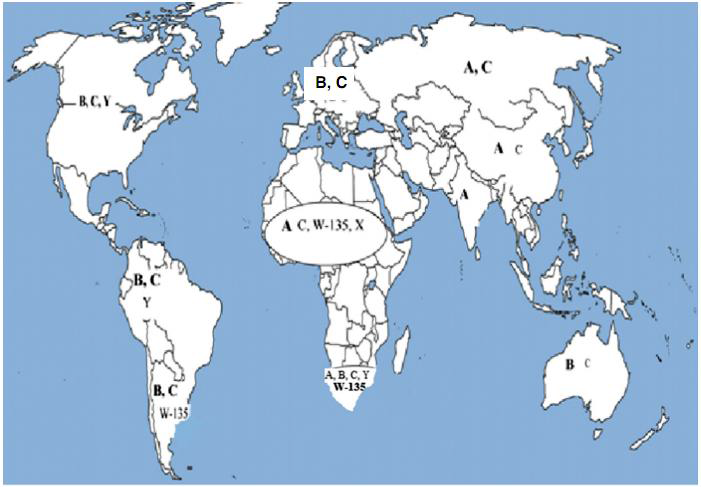 B, C
A, C
B, C, Y
A C
A
A C, W-135, X
B, C
Y
B C
A, B, C, Y
W-135
B, C
W-135